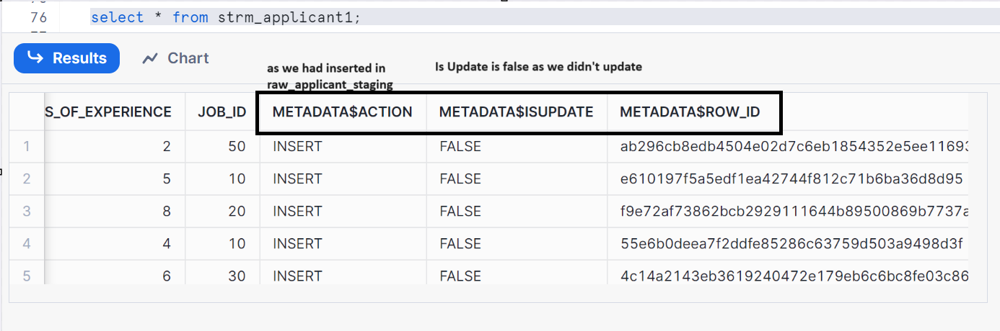 76 select * from strm_applicant1;
Results Chart
as we had inserted in
raw_applicant_staging
Is Update is false as we didn't update
S_OF_EXPERIENCE JOB_ID METADATA$ACTION METADATA$ISUPDATE METADATA$ROW_ID
1 2 50 INSERT FALSE ab296cb8edb4504e02d7c6eb1854352e5ee11693
2 5 10 INSERT FALSE e610197f5a5edf1ea42744f812c71b6ba36d8d95
3 8 20 INSERT FALSE f9e72af73862bcb2929111644b89500869b7737a
4 4 10 INSERT FALSE 55e6b0deea7f2ddfe85286c63759d503a9498d3f
5 6 30 INSERT FALSE 4c14a2143eb3619240472e179eb6c6bc8fe03c86